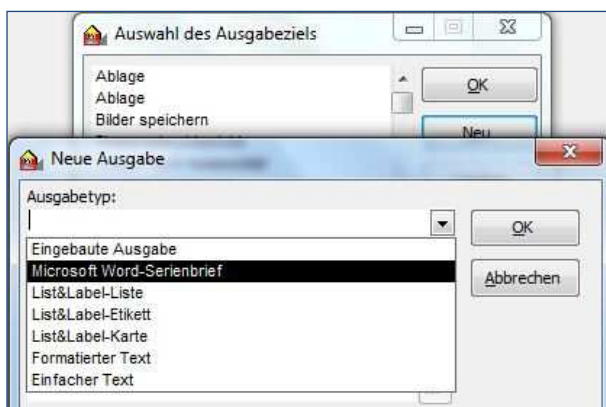 Auswahl des Ausgabeziels
Ablage
Ablage
Bilder speichern
OK
Neu
Neue Ausgabe
Ausgabetyp:
OK
Abbrechen
Eingebaute Ausgabe
Microsoft Word-Serienbrief
List&Label-Liste
List&Label-Etikett
List&Label-Karte
Formatierter Text
Einfacher Text